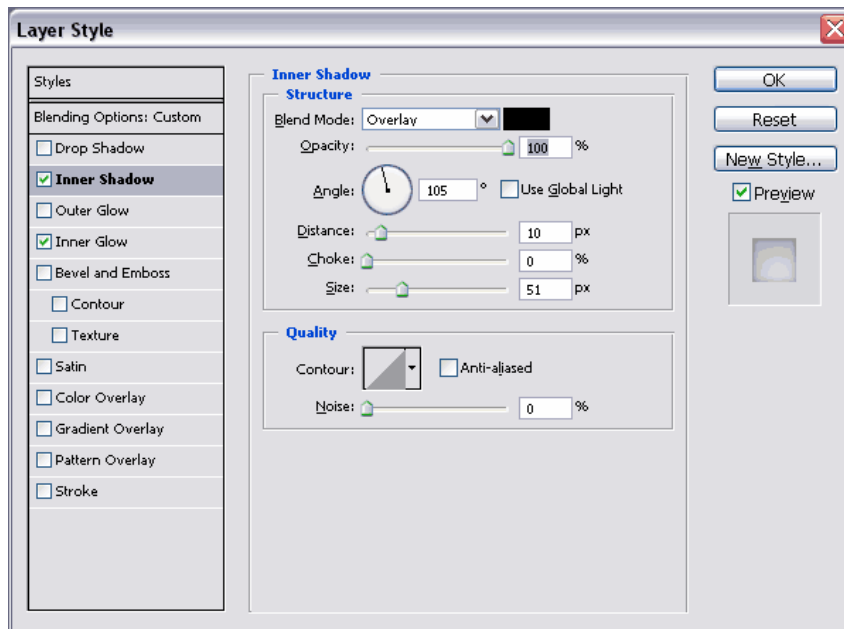 Layer Style
Styles
Blending Options: Custom
Drop Shadow
Inner Shadow
Outer Glow
Inner Glow
Bevel and Emboss
Contour
Texture
Satin
Color Overlay
Gradient Overlay
Pattern Overlay
Stroke
Inner Shadow
Structure
Blend Mode: Overlay
Opacity: 100 %
Angle: 105 ° Use Global Light
Distance: 10 px
Choke: 0 %
Size: 51 px
Quality
Contour: Anti-aliased
Noise: 0 %
OK
Reset
New Style...
Preview